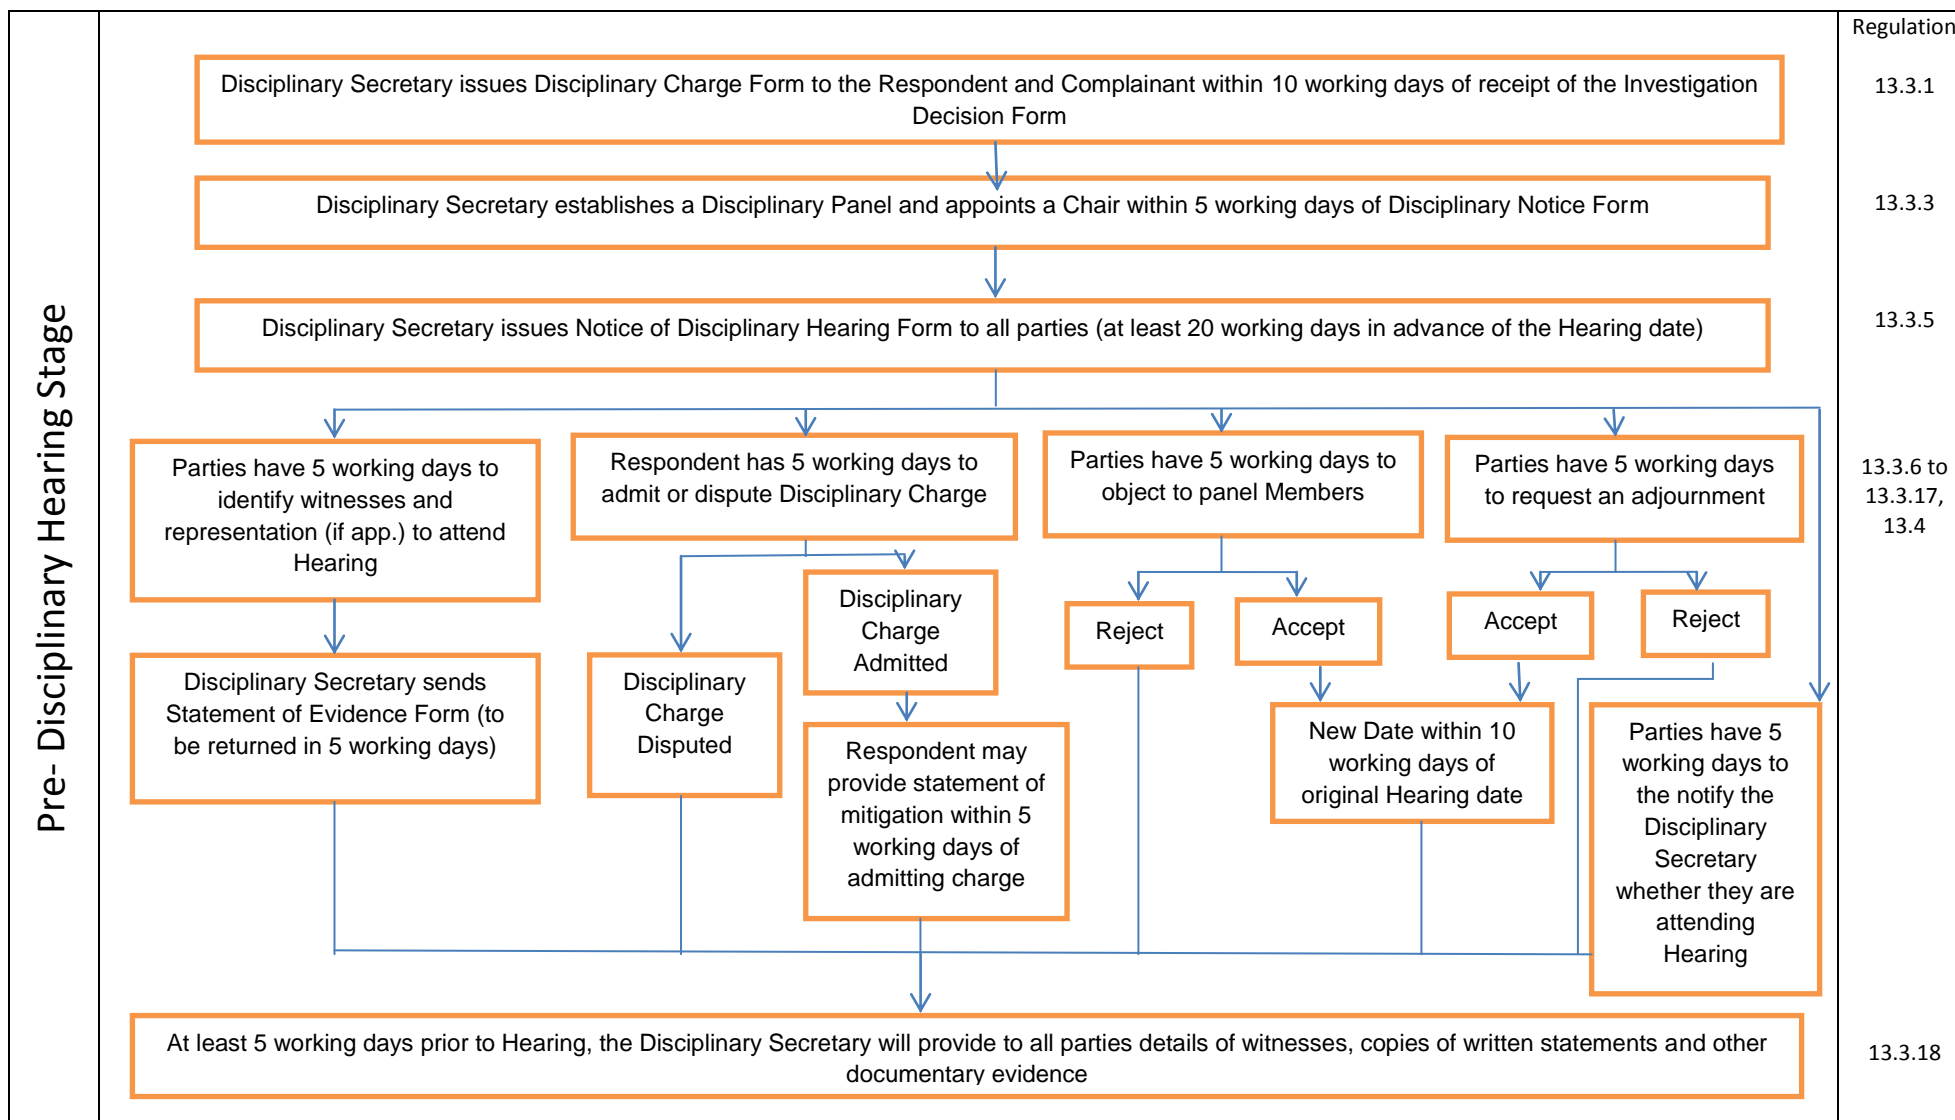 Regulation
Disciplinary Secretary issues Disciplinary Charge Form to the Respondent and Complainant within 10 working days of receipt of the Investigation
Decision Form
13.3.1
Disciplinary Secretary establishes a Disciplinary Panel and appoints a Chair within 5 working days of Disciplinary Notice Form
13.3.3
Disciplinary Secretary issues Notice of Disciplinary Hearing Form to all parties (at least 20 working days in advance of the Hearing date)
13.3.5
Pre- Disciplinary Hearing Stage
Parties have 5 working days to
identify witnesses and
representation (if app.) to attend
Hearing
Respondent has 5 working days to
admit or dispute Disciplinary Charge
Parties have 5 working days to
object to panel Members
Parties have 5 working days
to request an adjournment
13.3.6 to
13.3.17,
13.4
Disciplinary
Charge
Admitted
Reject
Accept
Accept
Reject
Disciplinary Secretary sends
Statement of Evidence Form (to
be returned in 5 working days)
Disciplinary
Charge
Disputed
Respondent may
provide statement of
mitigation within 5
working days of
admitting charge
New Date within 10
working days of
original Hearing date
Parties have 5
working days to
the notify the
Disciplinary
Secretary
whether they are
attending
Hearing
At least 5 working days prior to Hearing, the Disciplinary Secretary will provide to all parties details of witnesses, copies of written statements and other
documentary evidence
13.3.18